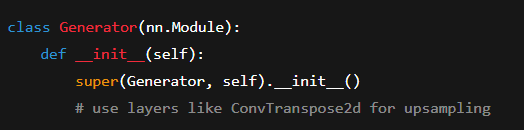 class Generator(nn.Module):
    def __init__(self):
        super(Generator, self).__init__()
        # use layers like ConvTranspose2d for upsampling